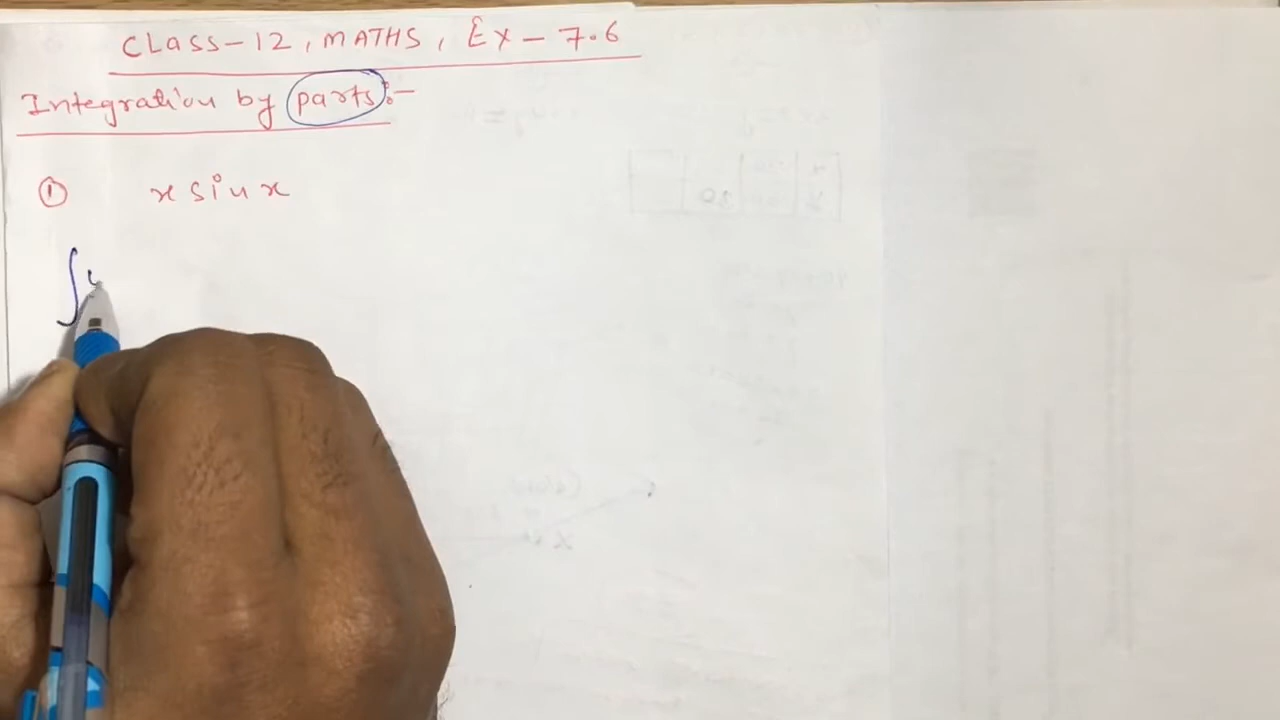 CLASS-12, MATHS, EX-7.6
Integration by parts:-
① x sin x
∫